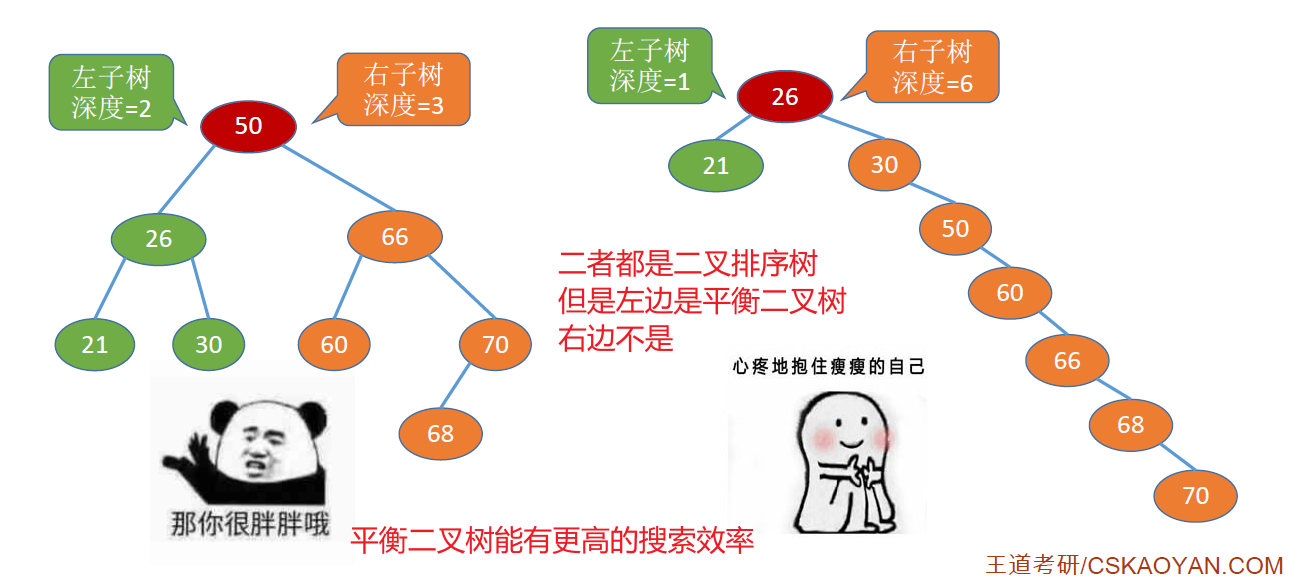 左子树
深度=2
右子树
深度=3
50
26
66
21
30
60
70
68
那你很胖胖哦
左子树
深度=1
右子树
深度=6
26
21
30
50
60
66
68
70
二者都是二叉排序树
但是左边是平衡二叉树
右边不是
心疼地抱住瘦瘦的自己
平衡二叉树能有更高的搜索效率
王道考研/CSKAOYAN.COM